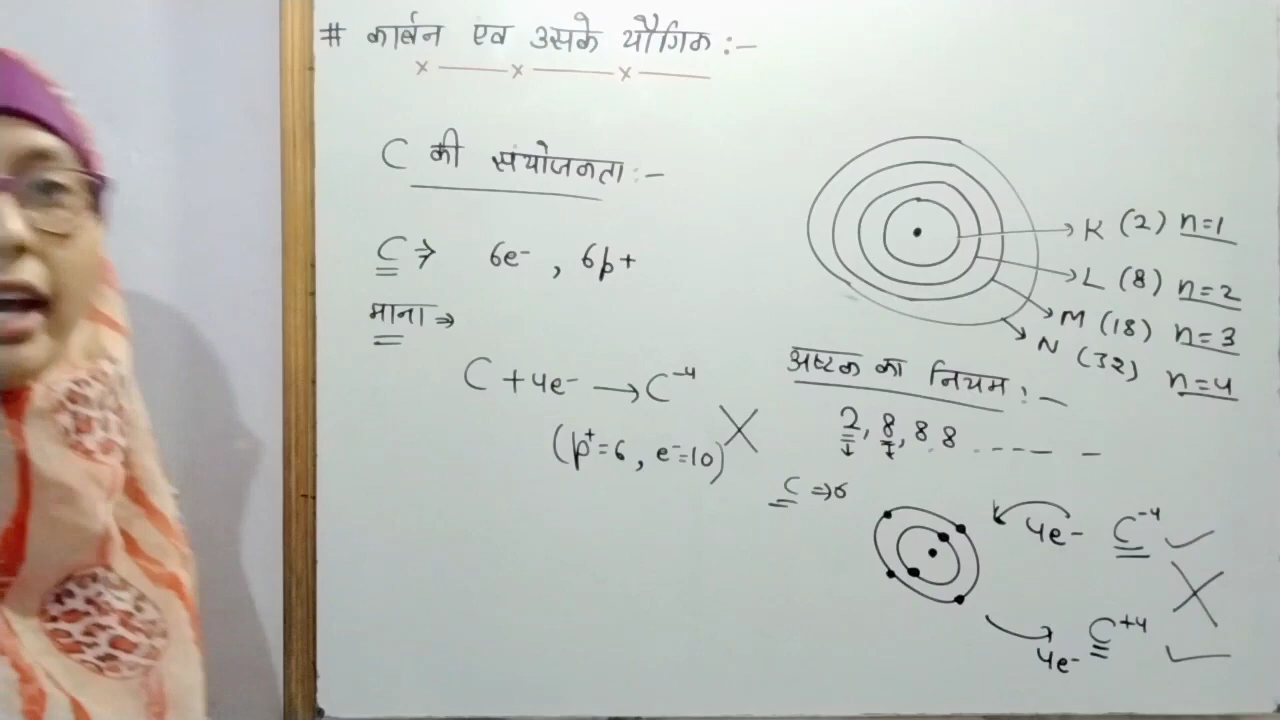 # कार्बन एव उसके यौगिक :-
C की संयोजकता :-
C ⇒ 6e⁻ , 6p+
माना ⇒
C + 4e⁻ → C⁻⁴
(p⁺=6, e⁻=10)
K (2) n=1
L (8) n=2
M (18) n=3
N (32) n=4
अष्टक का नियम :-
2, 8, 8 8 ------
C ⇒ 6
4e⁻ C⁻⁴ ✓
4e⁻ C⁺⁴ ✓